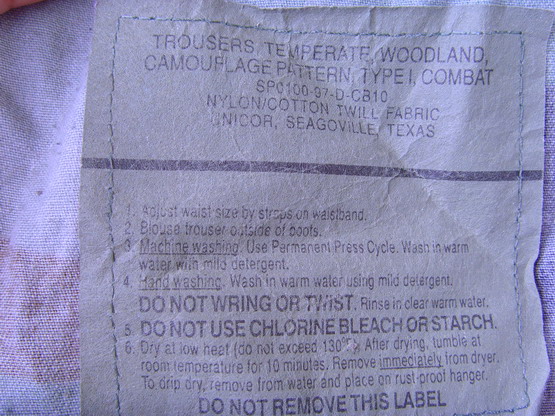 TROUSERS, TEMPERATE, WOODLAND,
CAMOUFLAGE PATTERN, TYPE I, COMBAT
SP0100-97-D-CB10
NYLON/COTTON TWILL FABRIC
UNICOR, SEAGOVILLE, TEXAS
1. Adjust waist size by straps on waistband.
2. Blouse trouser outside of boots.
3. Machine washing. Use Permanent Press Cycle. Wash in warm
water with mild detergent.
4. Hand washing. Wash in warm water using mild detergent.
DO NOT WRING OR TWIST. Rinse in clear warm water.
5. DO NOT USE CHLORINE BLEACH OR STARCH.
6. Dry at low heat (do not exceed 130°F). After drying, tumble at
room temperature for 10 minutes. Remove immediately from dryer.
To drip dry, remove from water and place on rust-proof hanger.
DO NOT REMOVE THIS LABEL